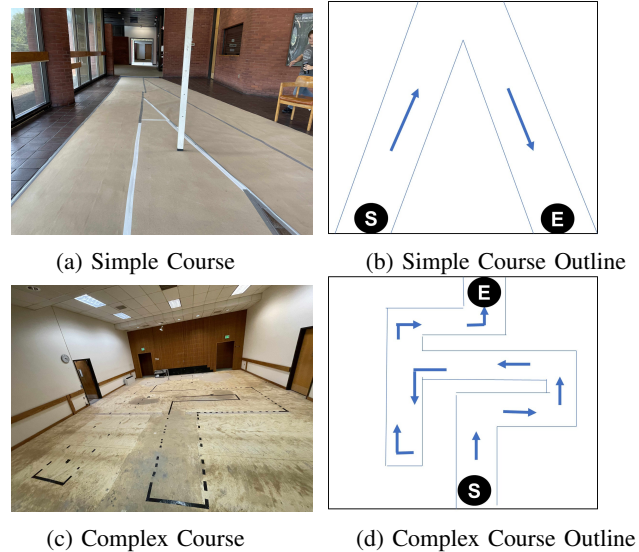 S
E
(a) Simple Course
(b) Simple Course Outline
E
S
(c) Complex Course
(d) Complex Course Outline